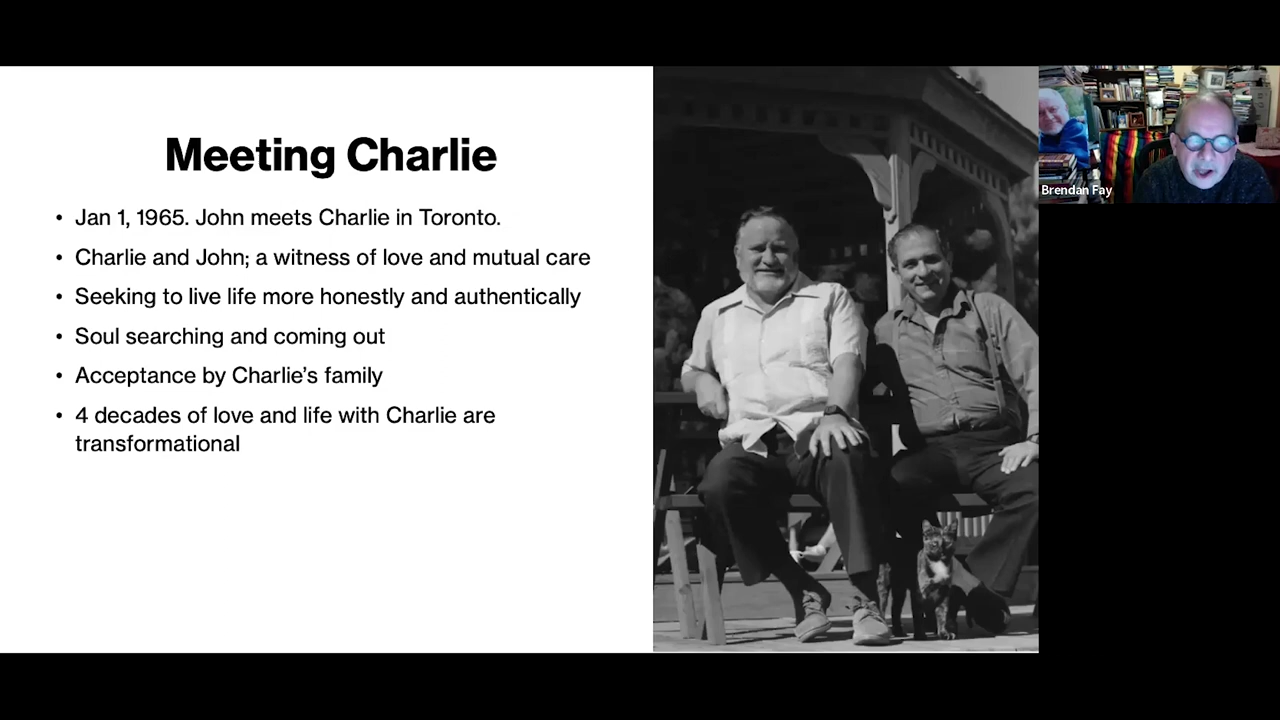 Meeting Charlie
• Jan 1, 1965. John meets Charlie in Toronto.
• Charlie and John; a witness of love and mutual care
• Seeking to live life more honestly and authentically
• Soul searching and coming out
• Acceptance by Charlie’s family
• 4 decades of love and life with Charlie are
transformational
Brendan Fay